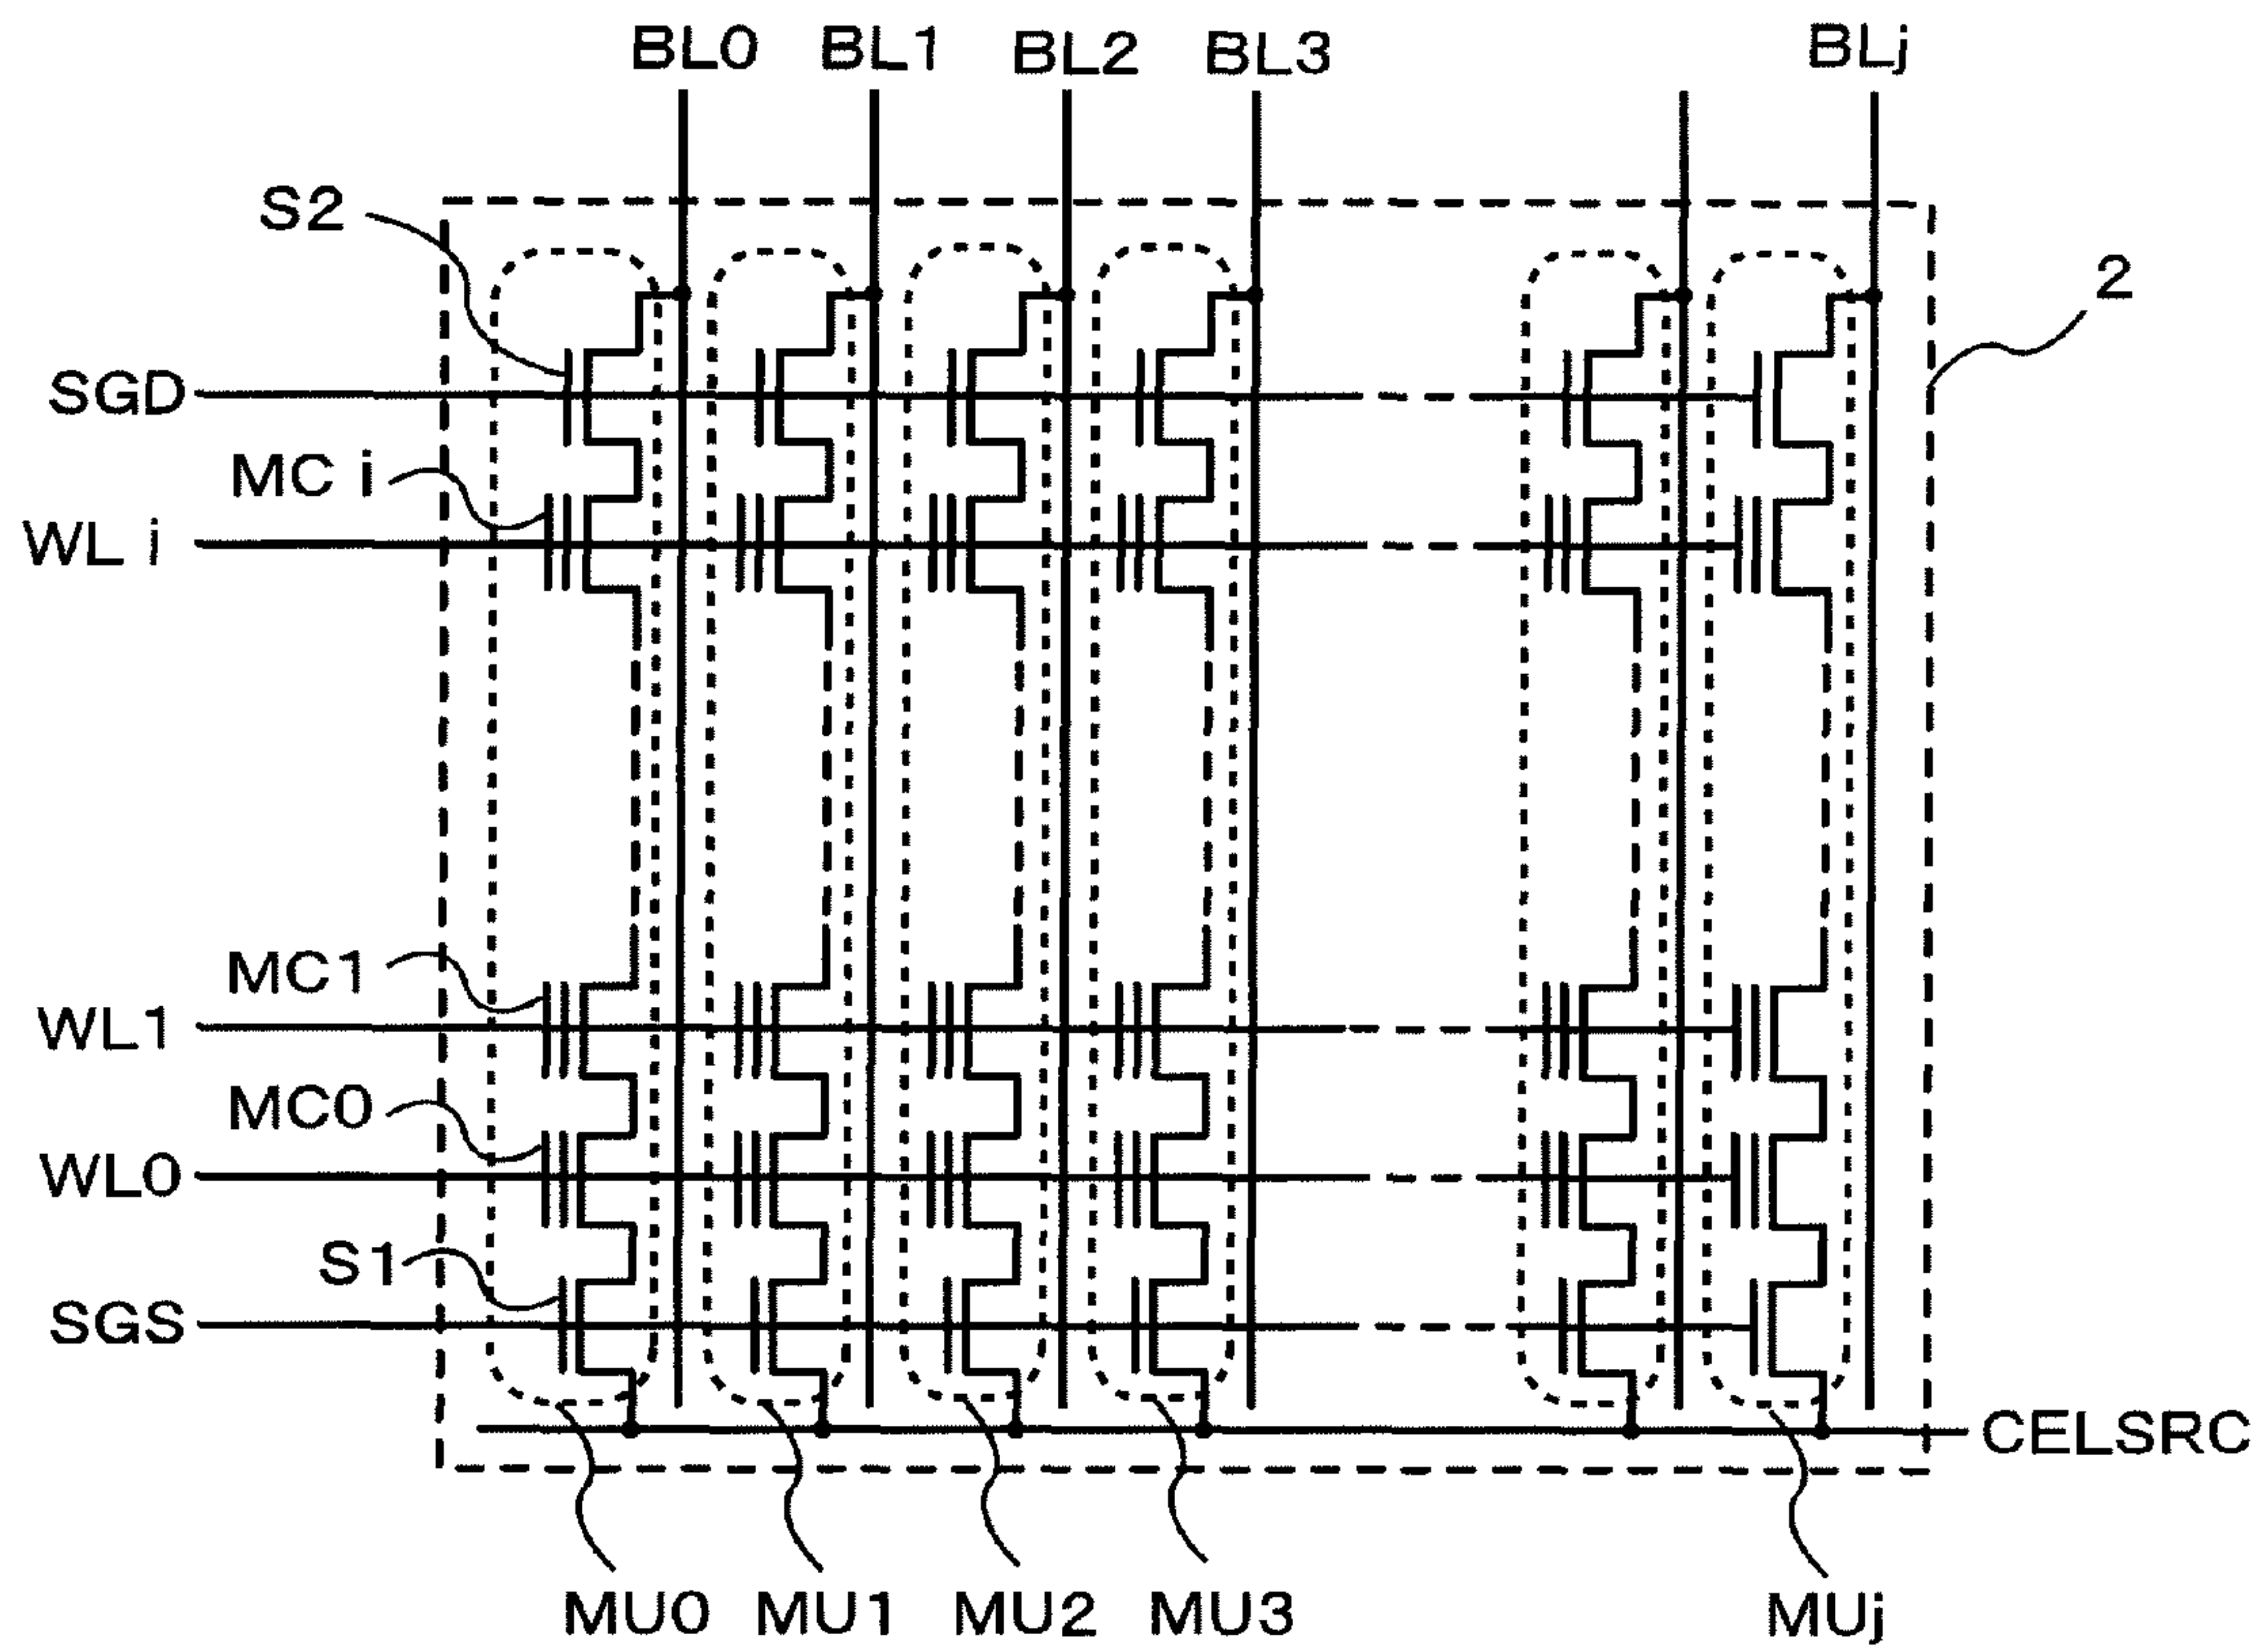 BL0 BL1 BL2 BL3 BLj
S2
2
SGD
MC i
WL i
MC1
WL1
MC0
WL0
S1
SGS
CELSRC
MU0 MU1 MU2 MU3 MUj